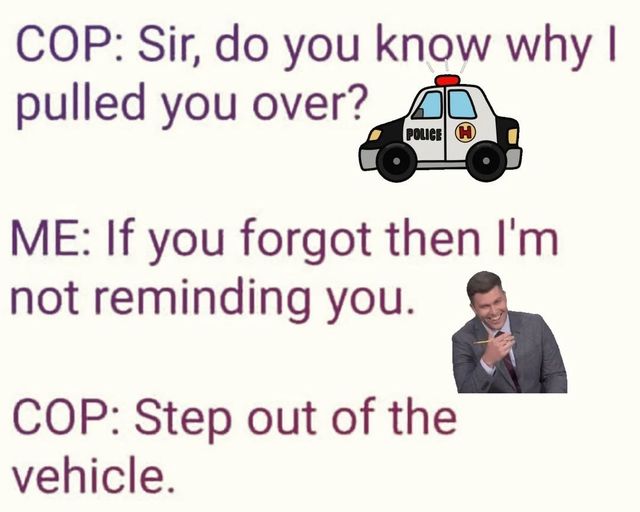 COP: Sir, do you know why I
pulled you over?
POLICE H
ME: If you forgot then I'm
not reminding you.
COP: Step out of the
vehicle.